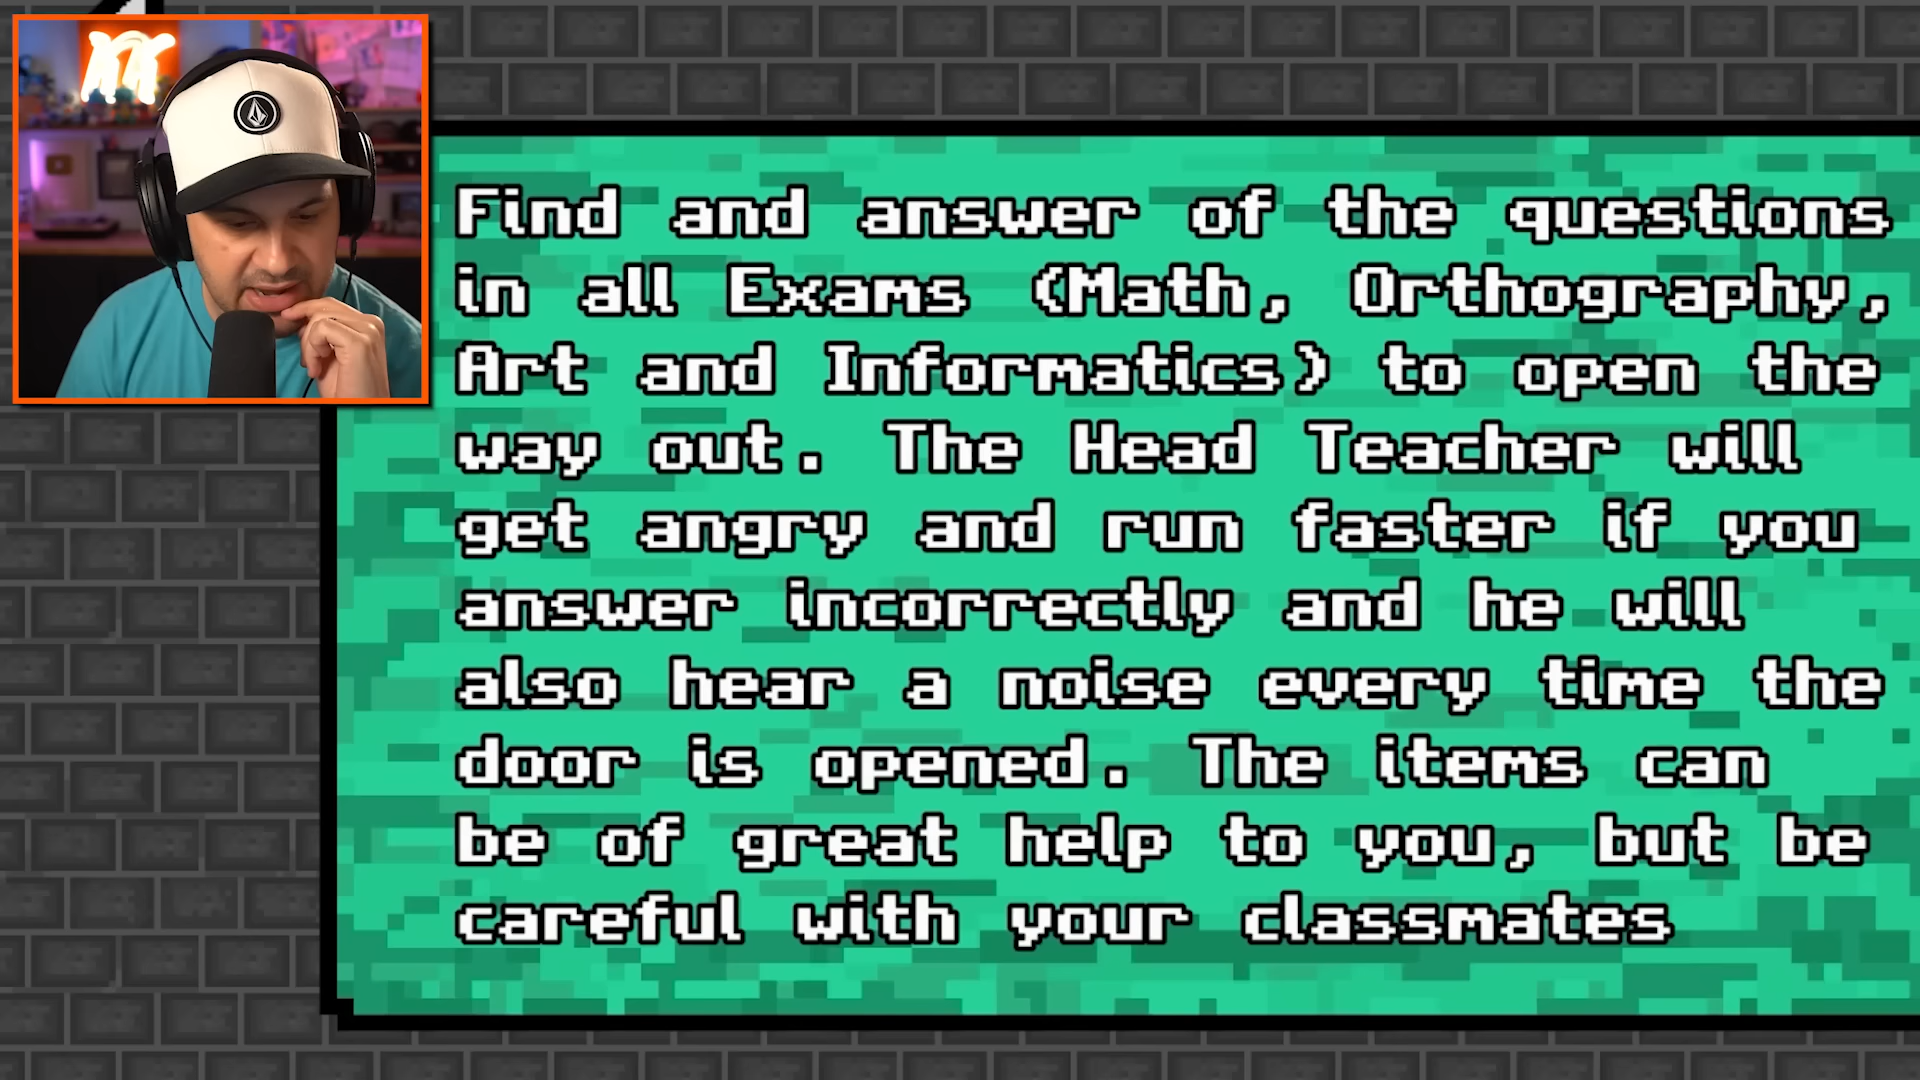 Find and answer of the questions
in all Exams (Math, Orthography,
Art and Informatics) to open the
way out. The Head Teacher will
get angry and run faster if you
answer incorrectly and he will
also hear a noise every time the
door is opened. The items can
be of great help to you, but be
careful with your classmates